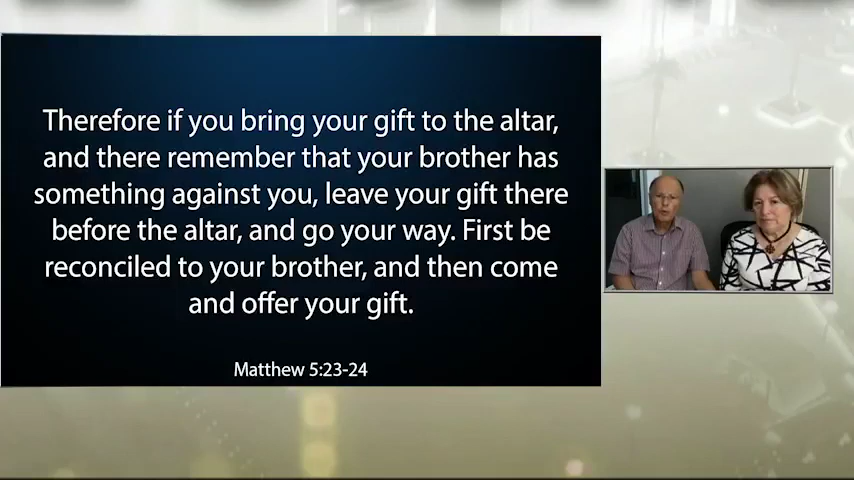 Therefore if you bring your gift to the altar,
and there remember that your brother has
something against you, leave your gift there
before the altar, and go your way. First be
reconciled to your brother, and then come
and offer your gift.
Matthew 5:23-24